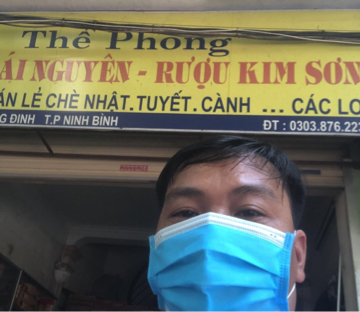 Thế Phong
ÁI NGUYÊN - RƯỢU KIM SƠN
ÁN LẺ CHÈ NHẬT.TUYẾT.CÀNH ... CÁC LO
G ĐỊNH T.P NINH BÌNH ĐT : 0303.876.22